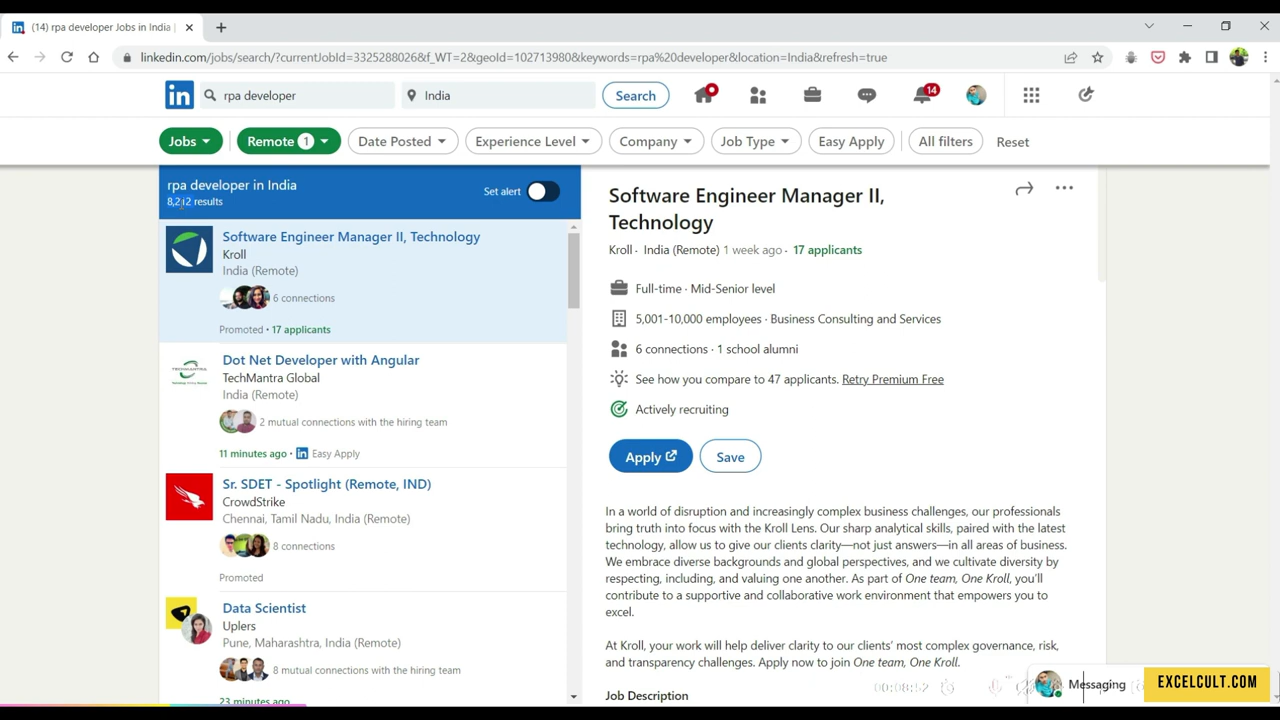 (14) rpa developer Jobs in India |
linkedin.com/jobs/search/?currentJobId=3325288026&f_WT=2&geoId=102713980&keywords=rpa%20developer&location=India&refresh=true
in
rpa developer
India
Search
14
Jobs
Remote 1
Date Posted
Experience Level
Company
Job Type
Easy Apply
All filters
Reset
rpa developer in India
8,212 results
Set alert
Software Engineer Manager II, Technology
Kroll
India (Remote)
6 connections
Promoted · 17 applicants
TECHMANTRA
Dot Net Developer with Angular
TechMantra Global
India (Remote)
2 mutual connections with the hiring team
11 minutes ago · in Easy Apply
Sr. SDET - Spotlight (Remote, IND)
CrowdStrike
Chennai, Tamil Nadu, India (Remote)
8 connections
Promoted
Data Scientist
Uplers
Pune, Maharashtra, India (Remote)
8 mutual connections with the hiring team
23 minutes ago
Software Engineer Manager II,
Technology
Kroll · India (Remote) 1 week ago · 17 applicants
Full-time · Mid-Senior level
5,001-10,000 employees · Business Consulting and Services
6 connections · 1 school alumni
See how you compare to 47 applicants. Retry Premium Free
Actively recruiting
Apply
Save
In a world of disruption and increasingly complex business challenges, our professionals
bring truth into focus with the Kroll Lens. Our sharp analytical skills, paired with the latest
technology, allow us to give our clients clarity—not just answers—in all areas of business.
We embrace diverse backgrounds and global perspectives, and we cultivate diversity by
respecting, including, and valuing one another. As part of One team, One Kroll, you'll
contribute to a supportive and collaborative work environment that empowers you to
excel.
At Kroll, your work will help deliver clarity to our clients' most complex governance, risk,
and transparency challenges. Apply now to join One team, One Kroll.
Job Description
00:08:52
Messaging
EXCELCULT.COM